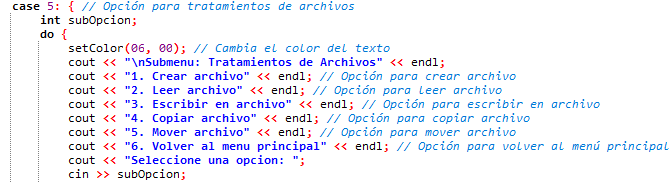 case 5: { // Opción para tratamientos de archivos
int subOpcion;
do {
setColor(06, 00); // Cambia el color del texto
cout << "\nSubmenu: Tratamientos de Archivos" << endl;
cout << "1. Crear archivo" << endl; // Opción para crear archivo
cout << "2. Leer archivo" << endl; // Opción para leer archivo
cout << "3. Escribir en archivo" << endl; // Opción para escribir en archivo
cout << "4. Copiar archivo" << endl; // Opción para copiar archivo
cout << "5. Mover archivo" << endl; // Opción para mover archivo
cout << "6. Volver al menu principal" << endl; // Opción para volver al menú principal
cout << "Seleccione una opcion: ";
cin >> subOpcion;